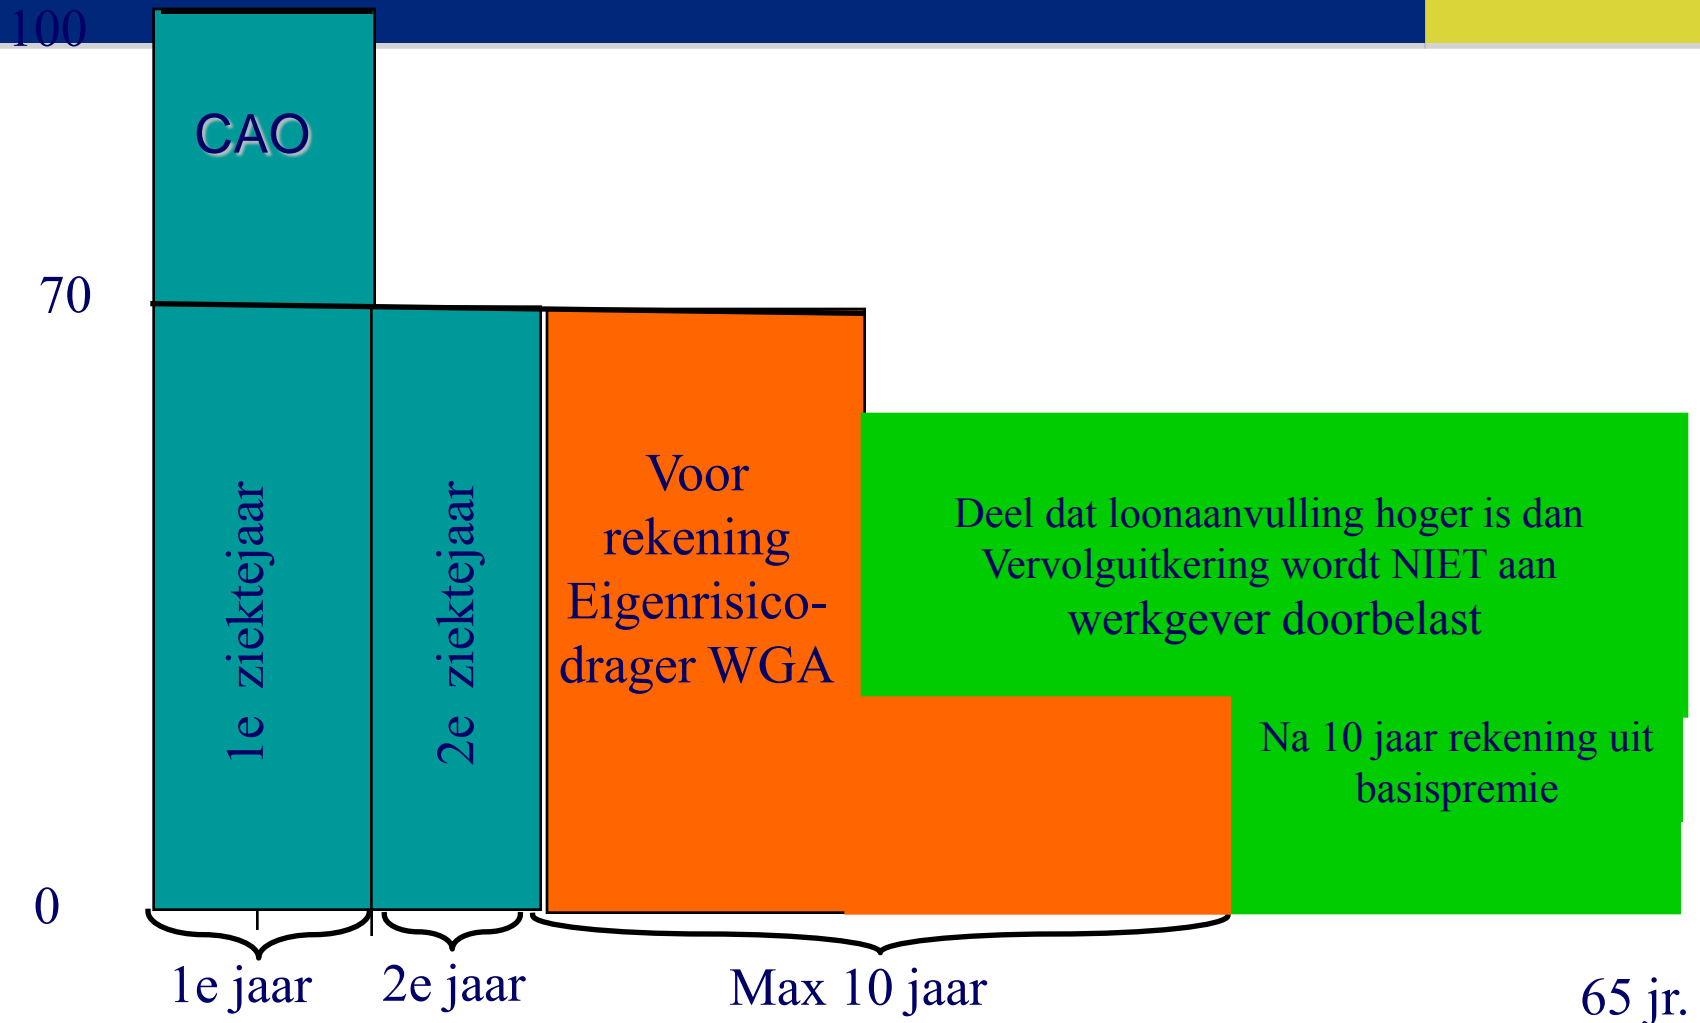 100
CAO
70
1e ziektejaar
2e ziektejaar
Voor
rekening
Eigenrisico-
drager WGA
Deel dat loonaanvulling hoger is dan
Vervolguitkering wordt NIET aan
werkgever doorbelast
Na 10 jaar rekening uit
basispremie
0
1e jaar
2e jaar
Max 10 jaar
65 jr.